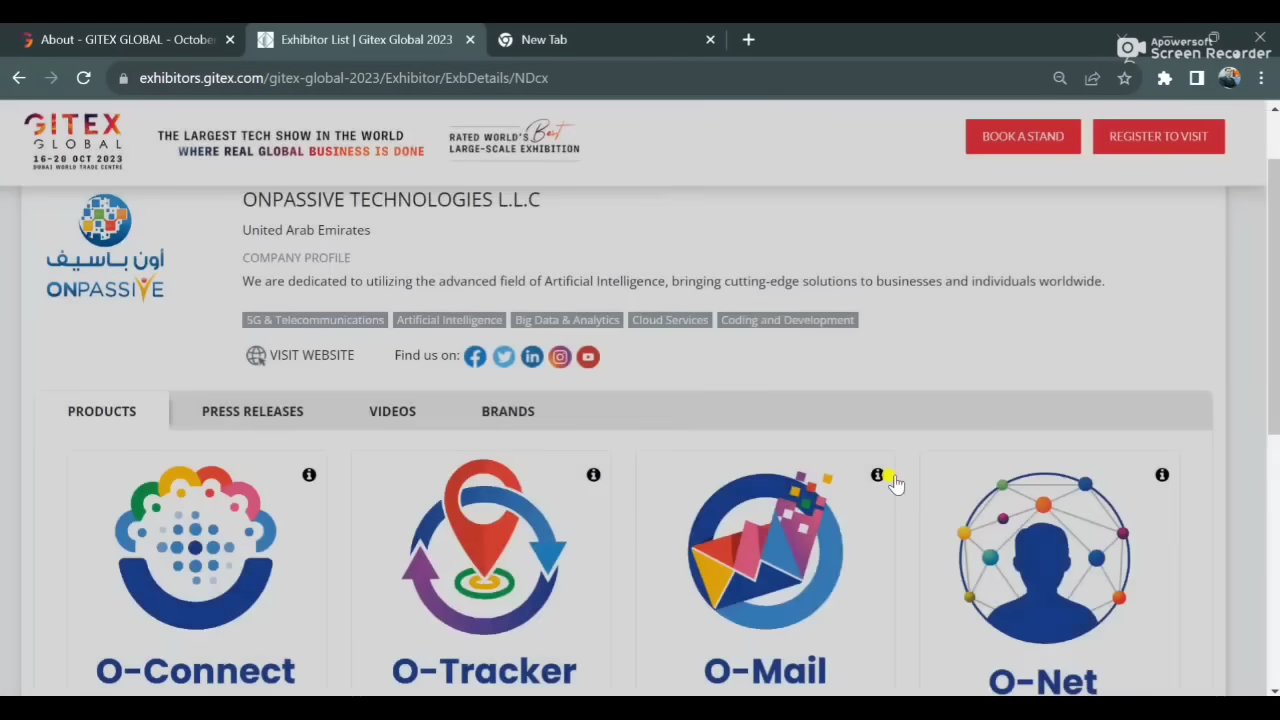 About - GITEX GLOBAL - Octobe
Exhibitor List | Gitex Global 2023
New Tab
Apowersoft
Screen Recorder
exhibitors.gitex.com/gitex-global-2023/Exhibitor/ExbDetails/NDcx
GITEX
GLOBAL
16-20 OCT 2023
DUBAI WORLD TRADE CENTRE
THE LARGEST TECH SHOW IN THE WORLD
WHERE REAL GLOBAL BUSINESS IS DONE
RATED WORLD'S Best
LARGE-SCALE EXHIBITION
BOOK A STAND
REGISTER TO VISIT
أون باسيف
ONPASSIVE
ONPASSIVE TECHNOLOGIES L.L.C
United Arab Emirates
COMPANY PROFILE
We are dedicated to utilizing the advanced field of Artificial Intelligence, bringing cutting-edge solutions to businesses and individuals worldwide.
5G & Telecommunications Artificial Intelligence Big Data & Analytics Cloud Services Coding and Development
VISIT WEBSITE Find us on:
PRODUCTS PRESS RELEASES VIDEOS BRANDS
O-Connect
O-Tracker
O-Mail
O-Net